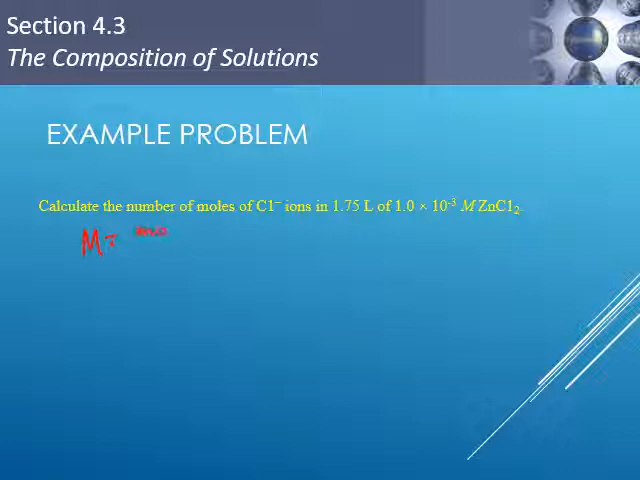 Section 4.3
The Composition of Solutions
EXAMPLE PROBLEM
Calculate the number of moles of C1⁻ ions in 1.75 L of 1.0 × 10⁻³ M ZnC1₂.
M =